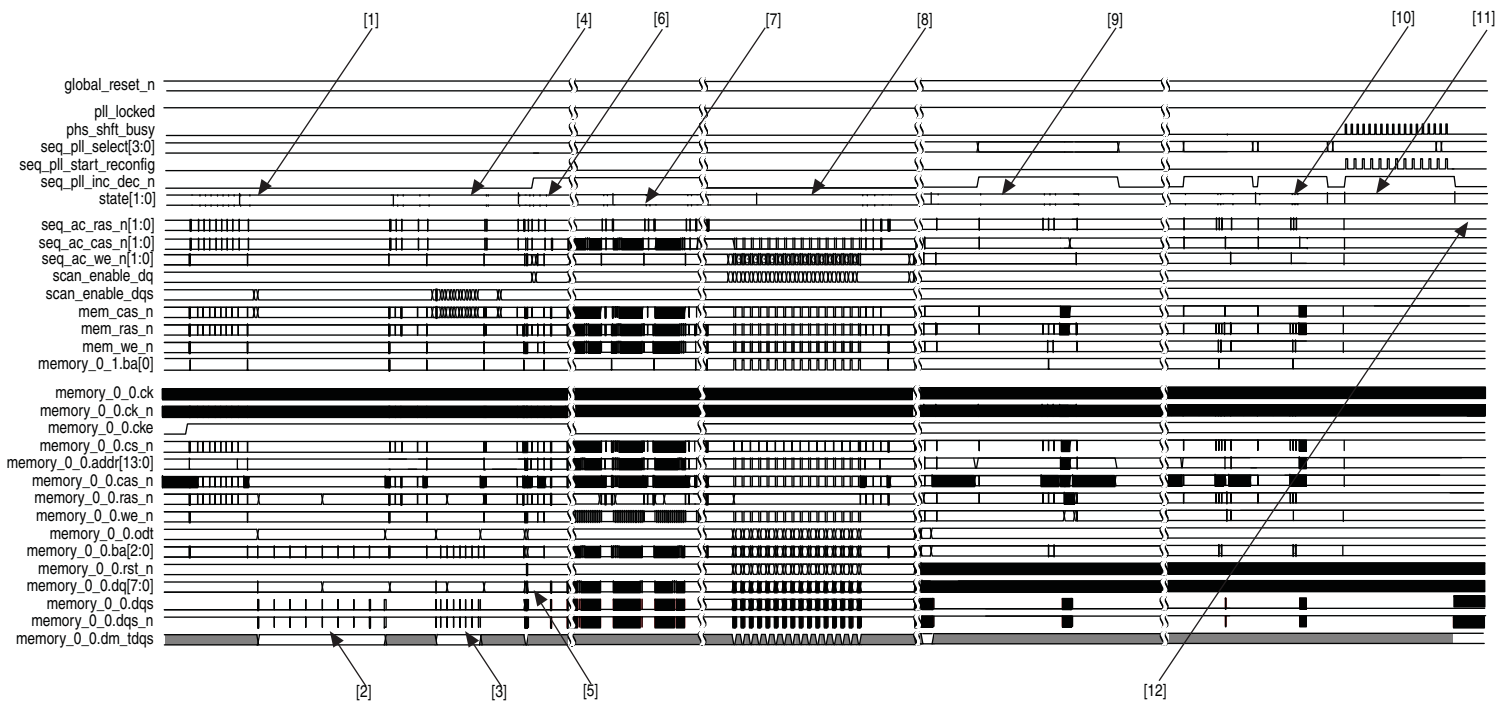 [1] [4] [6] [7] [8] [9] [10] [11]
global_reset_n
pll_locked
phs_shft_busy
seq_pll_select[3:0]
seq_pll_start_reconfig
seq_pll_inc_dec_n
state[1:0]
seq_ac_ras_n[1:0]
seq_ac_cas_n[1:0]
seq_ac_we_n[1:0]
scan_enable_dq
scan_enable_dqs
mem_cas_n
mem_ras_n
mem_we_n
memory_0_1.ba[0]
memory_0_0.ck
memory_0_0.ck_n
memory_0_0.cke
memory_0_0.cs_n
memory_0_0.addr[13:0]
memory_0_0.cas_n
memory_0_0.ras_n
memory_0_0.we_n
memory_0_0.odt
memory_0_0.ba[2:0]
memory_0_0.rst_n
memory_0_0.dq[7:0]
memory_0_0.dqs
memory_0_0.dqs_n
memory_0_0.dm_tdqs
[2] [3] [5] [12]